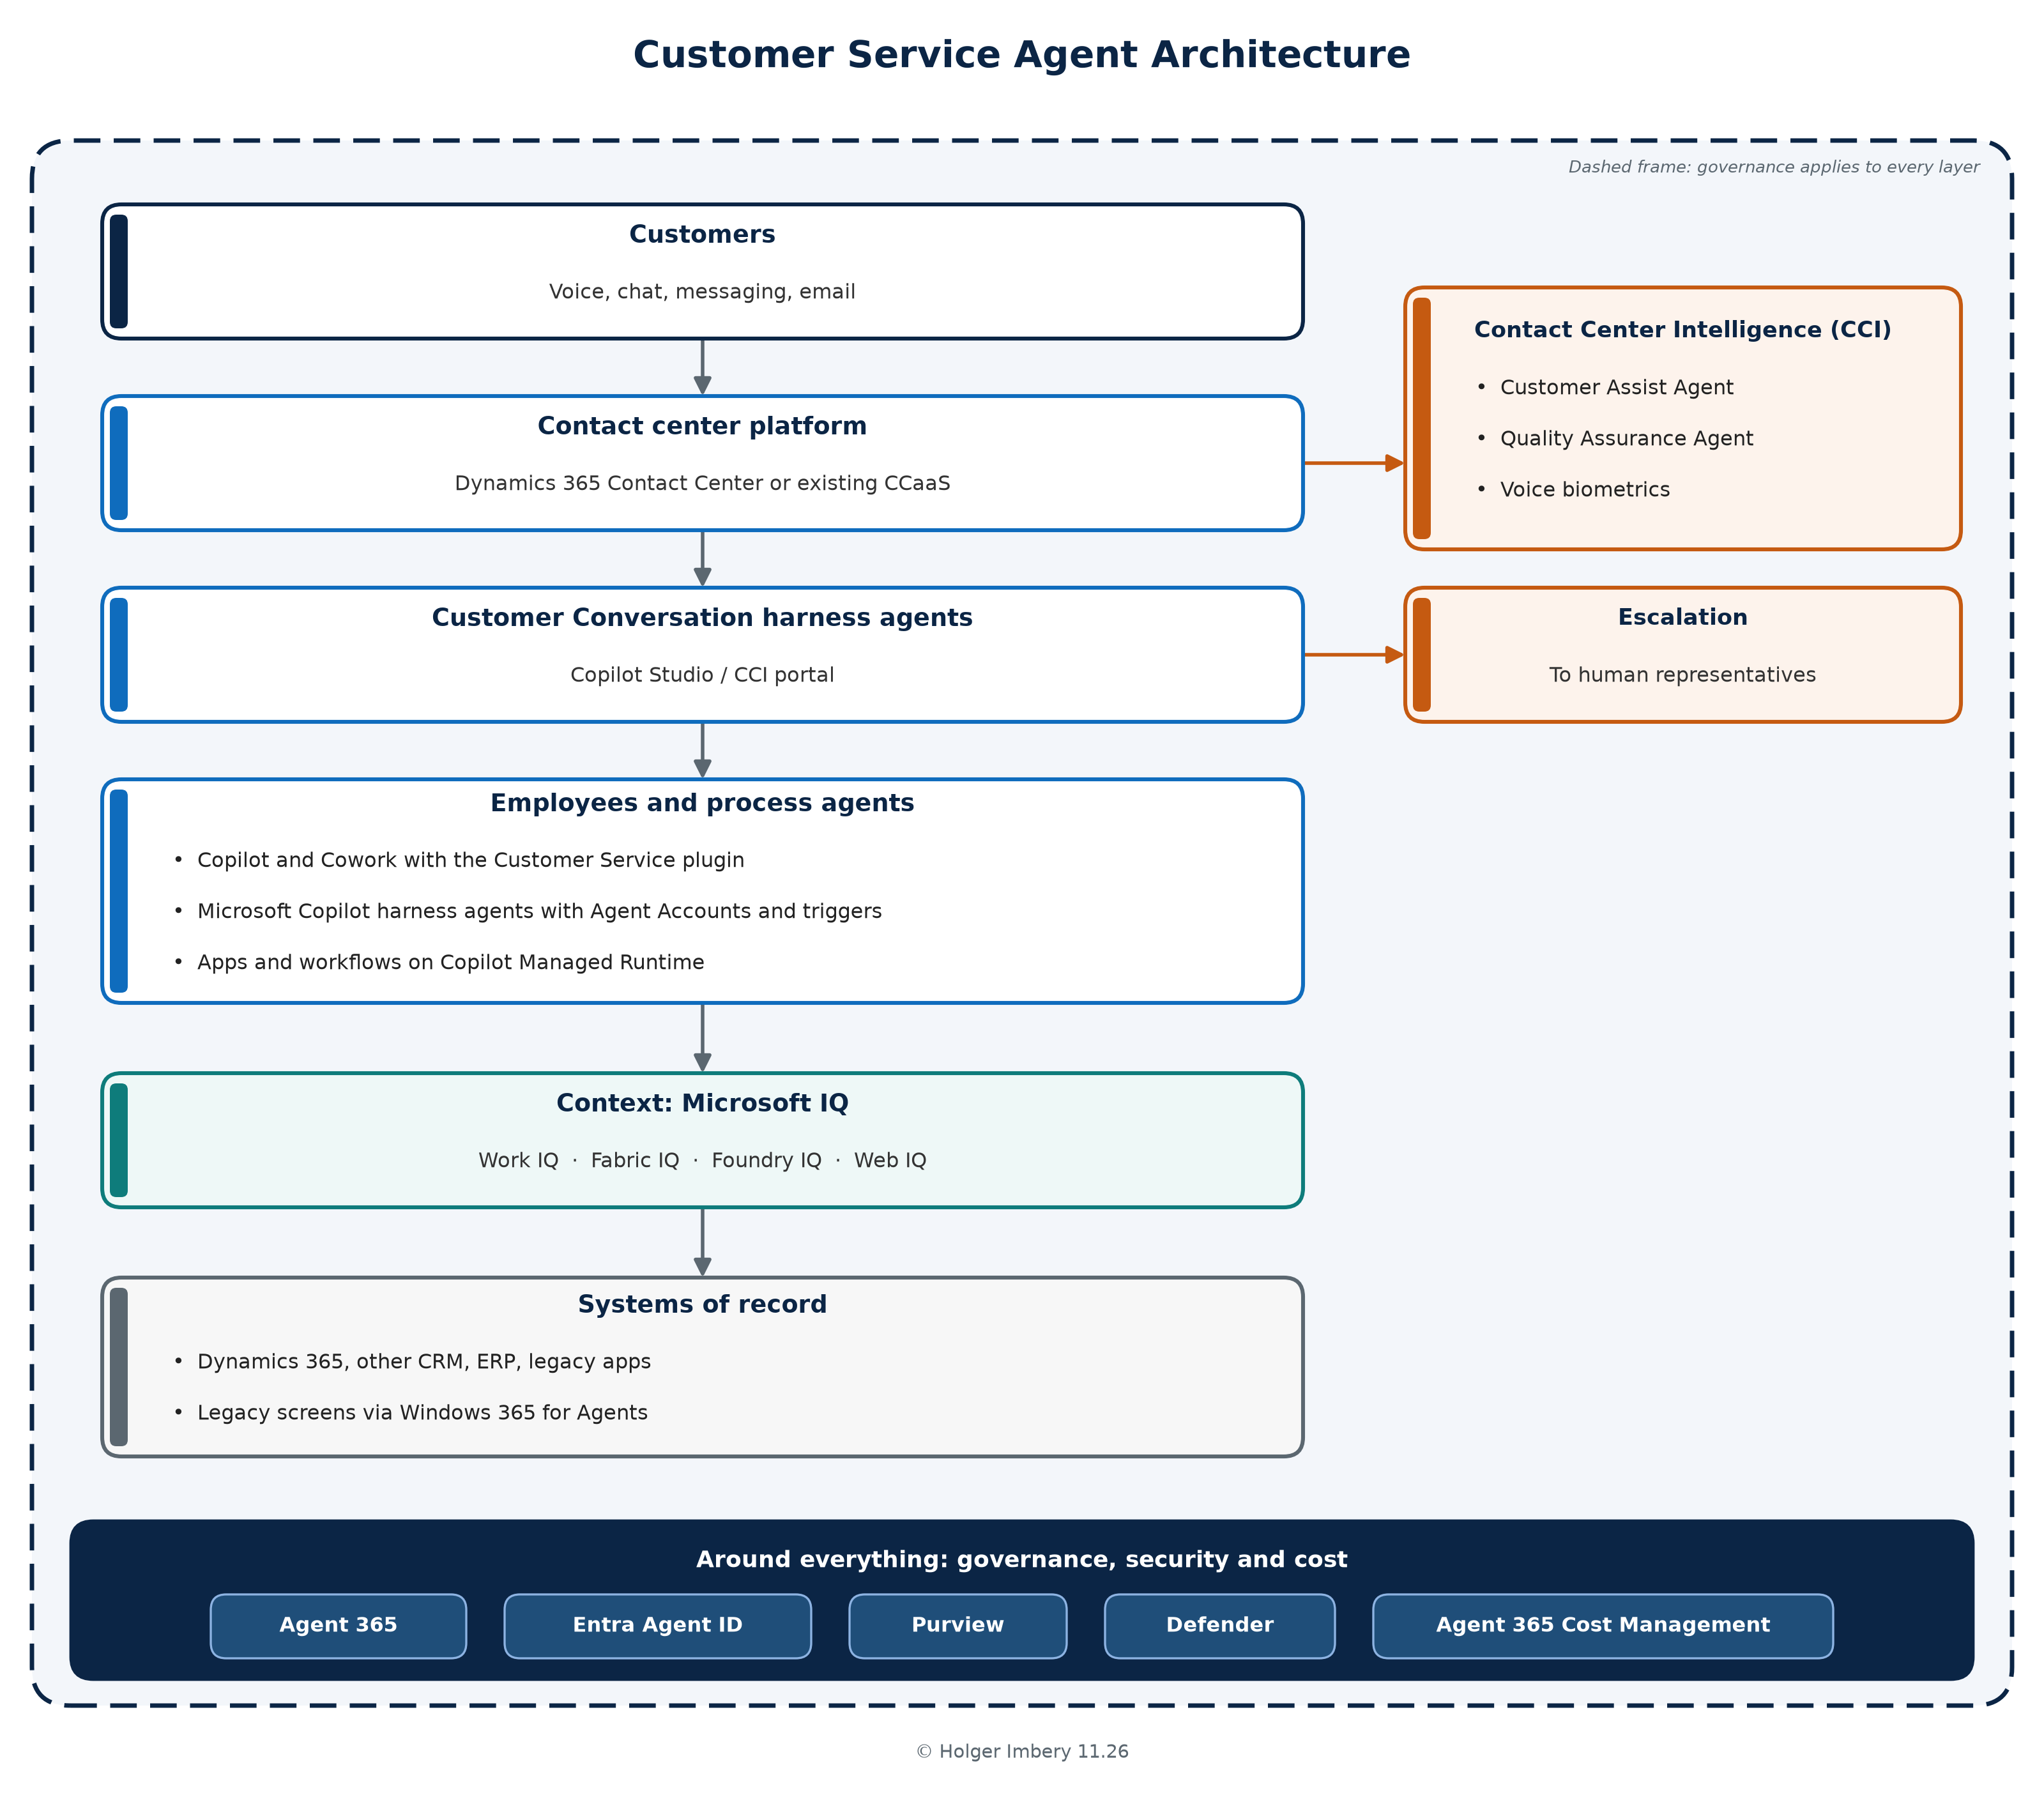 Customer Service Agent Architecture
Dashed frame: governance applies to every layer
Customers
Voice, chat, messaging, email
Contact center platform
Dynamics 365 Contact Center or existing CCaaS
Contact Center Intelligence (CCI)
• Customer Assist Agent
• Quality Assurance Agent
• Voice biometrics
Customer Conversation harness agents
Copilot Studio / CCI portal
Escalation
To human representatives
Employees and process agents
• Copilot and Cowork with the Customer Service plugin
• Microsoft Copilot harness agents with Agent Accounts and triggers
• Apps and workflows on Copilot Managed Runtime
Context: Microsoft IQ
Work IQ · Fabric IQ · Foundry IQ · Web IQ
Systems of record
• Dynamics 365, other CRM, ERP, legacy apps
• Legacy screens via Windows 365 for Agents
Around everything: governance, security and cost
Agent 365
Entra Agent ID
Purview
Defender
Agent 365 Cost Management
© Holger Imbery 11.26